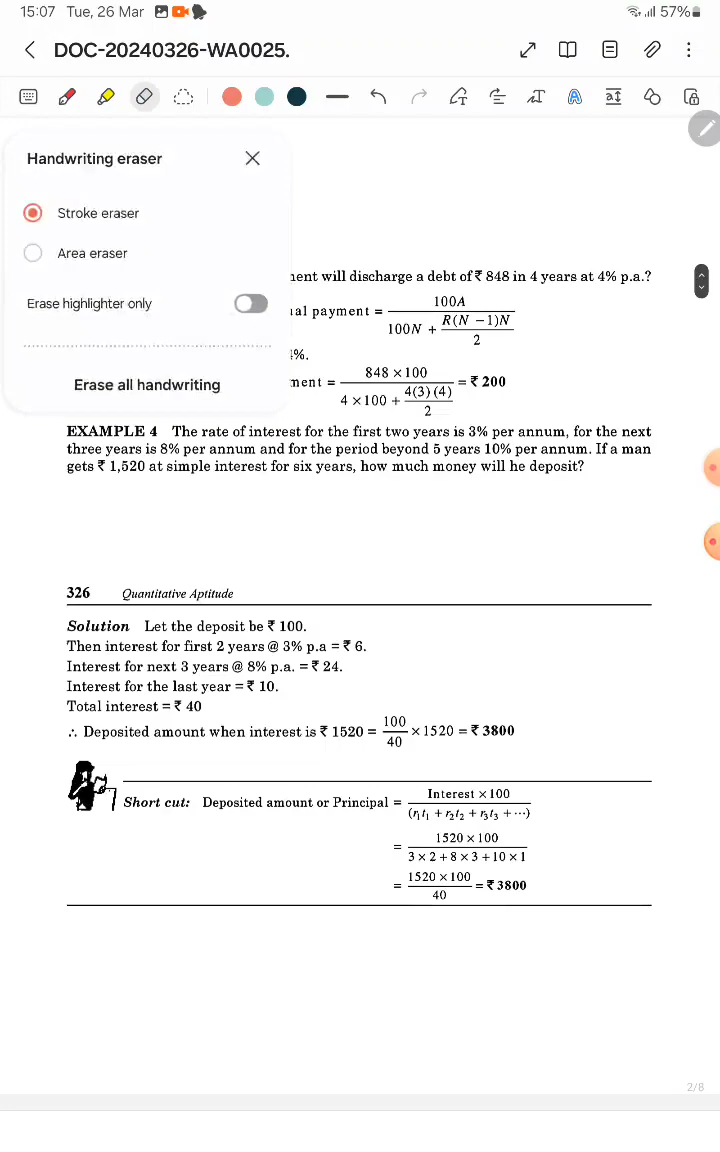 15:07 Tue, 26 Mar 57%
DOC-20240326-WA0025.
Handwriting eraser
Stroke eraser
Area eraser
Erase highlighter only
Erase all handwriting
ment will discharge a debt of ₹ 848 in 4 years at 4% p.a.?
ual payment = 100A / (100N + R(N − 1)N / 2)
4%.
ment = 848 × 100 / (4 × 100 + 4(3)(4) / 2) = ₹ 200
EXAMPLE 4 The rate of interest for the first two years is 3% per annum, for the next
three years is 8% per annum and for the period beyond 5 years 10% per annum. If a man
gets ₹ 1,520 at simple interest for six years, how much money will he deposit?
326 Quantitative Aptitude
Solution Let the deposit be ₹ 100.
Then interest for first 2 years @ 3% p.a = ₹ 6.
Interest for next 3 years @ 8% p.a. = ₹ 24.
Interest for the last year = ₹ 10.
Total interest = ₹ 40
∴ Deposited amount when interest is ₹ 1520 = 100 / 40 × 1520 = ₹ 3800
Short cut: Deposited amount or Principal = Interest × 100 / (r₁t₁ + r₂t₂ + r₃t₃ + ⋯)
= 1520 × 100 / 3 × 2 + 8 × 3 + 10 × 1
= 1520 × 100 / 40 = ₹ 3800
2/8